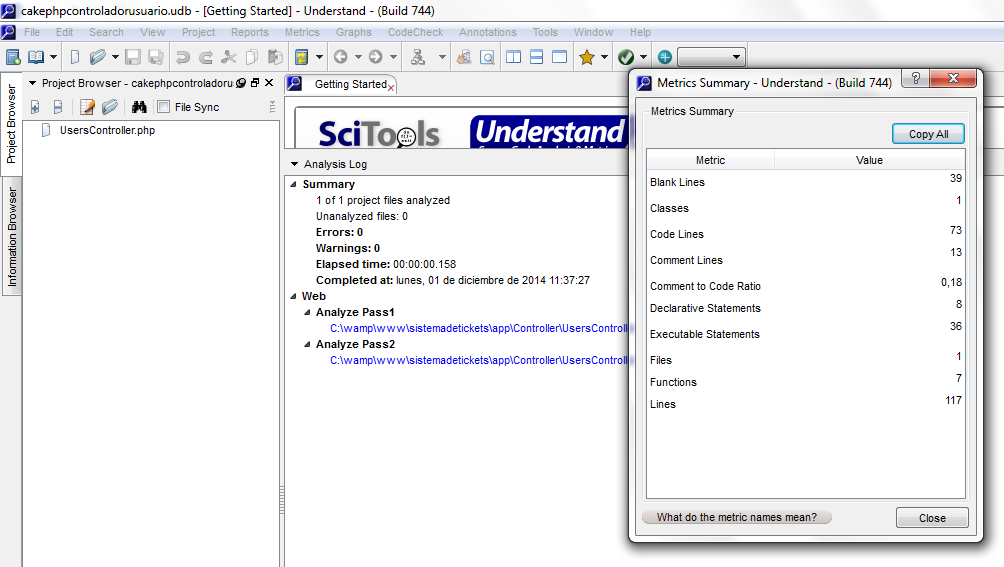 cakephpcontroladorusuario.udb - [Getting Started] - Understand - (Build 744)
File Edit Search View Project Reports Metrics Graphs CodeCheck Annotations Tools Window Help
Project Browser
Information Browser
Project Browser - cakephpcontroladorusu
File Sync
UsersController.php
Getting Started
SciTools
Understand
Analysis Log
Summary
1 of 1 project files analyzed
Unanalyzed files: 0
Errors: 0
Warnings: 0
Elapsed time: 00:00:00.158
Completed at: lunes, 01 de diciembre de 2014 11:37:27
Web
Analyze Pass1
C:\wamp\www\sistemadetickets\app\Controller\UsersControll
Analyze Pass2
C:\wamp\www\sistemadetickets\app\Controller\UsersControll
Metrics Summary - Understand - (Build 744)
Metrics Summary
Copy All
Metric Value
Blank Lines 39
Classes 1
Code Lines 73
Comment Lines 13
Comment to Code Ratio 0,18
Declarative Statements 8
Executable Statements 36
Files 1
Functions 7
Lines 117
What do the metric names mean?
Close